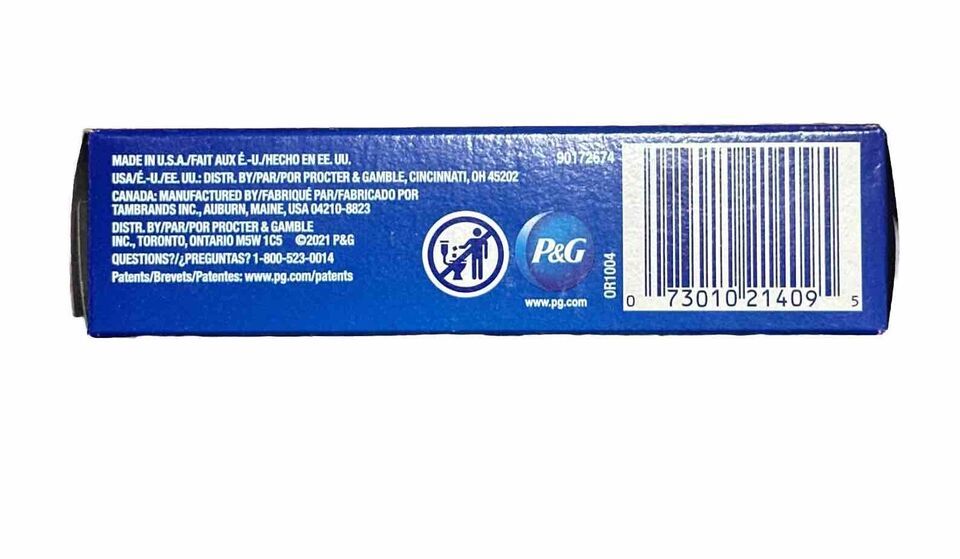 MADE IN U.S.A./FAIT AUX É.-U./HECHO EN EE. UU.
USA/É.-U./EE. UU.: DISTR. BY/PAR/POR PROCTER & GAMBLE, CINCINNATI, OH 45202
CANADA: MANUFACTURED BY/FABRIQUÉ PAR/FABRICADO POR
TAMBRANDS INC., AUBURN, MAINE, USA 04210-8823
DISTR. BY/PAR/POR PROCTER & GAMBLE
INC., TORONTO, ONTARIO M5W 1C5 ©2021 P&G
QUESTIONS?/¿PREGUNTAS? 1-800-523-0014
Patents/Brevets/Patentes: www.pg.com/patents
P&G
www.pg.com
90172674
OR1004
0 73010 21409 5